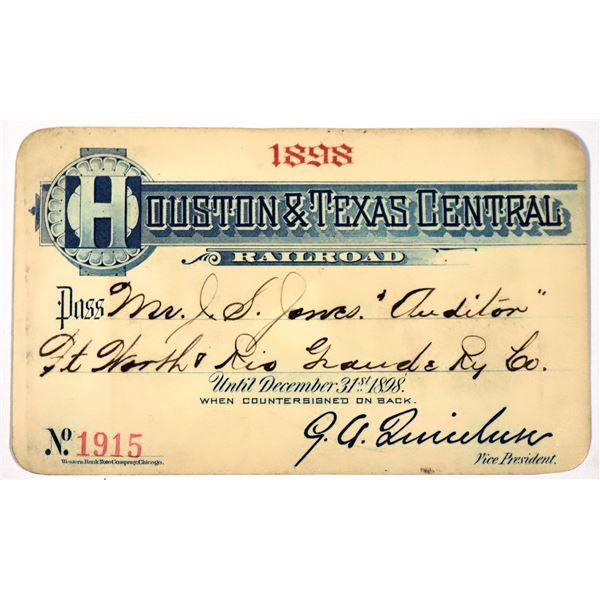 1898
HOUSTON & TEXAS CENTRAL
RAILROAD
Pass Mr. J. S. Jones. "Auditor"
Ft Worth & Rio Grande Ry Co.
Until December 31st 1898.
WHEN COUNTERSIGNED ON BACK.
G. A. Quinlan
Vice President.
No. 1915
Western Bank Note Company, Chicago.